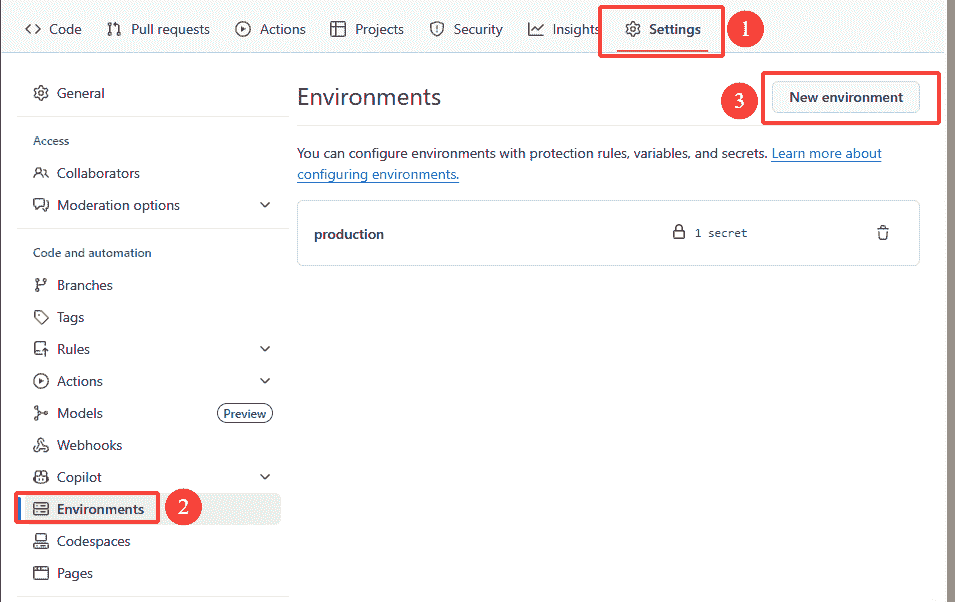 Code Pull requests Actions Projects Security Insights Settings 1
General
Access
Collaborators
Moderation options
Code and automation
Branches
Tags
Rules
Actions
Models Preview
Webhooks
Copilot
Environments 2
Codespaces
Pages
Environments
3 New environment
You can configure environments with protection rules, variables, and secrets. Learn more about
configuring environments.
production 1 secret